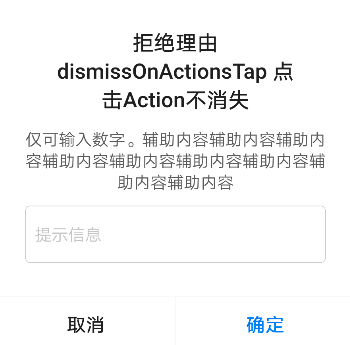 拒绝理由
dismissOnActionsTap 点
击Action不消失
仅可输入数字。辅助内容辅助内容辅助内
容辅助内容辅助内容辅助内容辅助内容辅
助内容辅助内容
提示信息
取消
确定